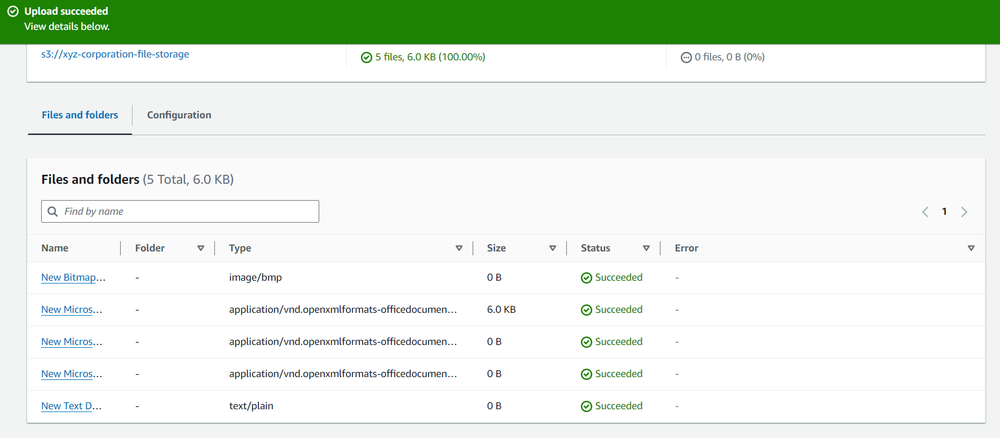 Upload succeeded
View details below.
s3://xyz-corporation-file-storage
5 files, 6.0 KB (100.00%)
0 files, 0 B (0%)
Files and folders
Configuration
Files and folders (5 Total, 6.0 KB)
Find by name
1
Name Folder Type Size Status Error
New Bitmap... - image/bmp 0 B Succeeded -
New Micros... - application/vnd.openxmlformats-officedocumen... 6.0 KB Succeeded -
New Micros... - application/vnd.openxmlformats-officedocumen... 0 B Succeeded -
New Micros... - application/vnd.openxmlformats-officedocumen... 0 B Succeeded -
New Text D... - text/plain 0 B Succeeded -